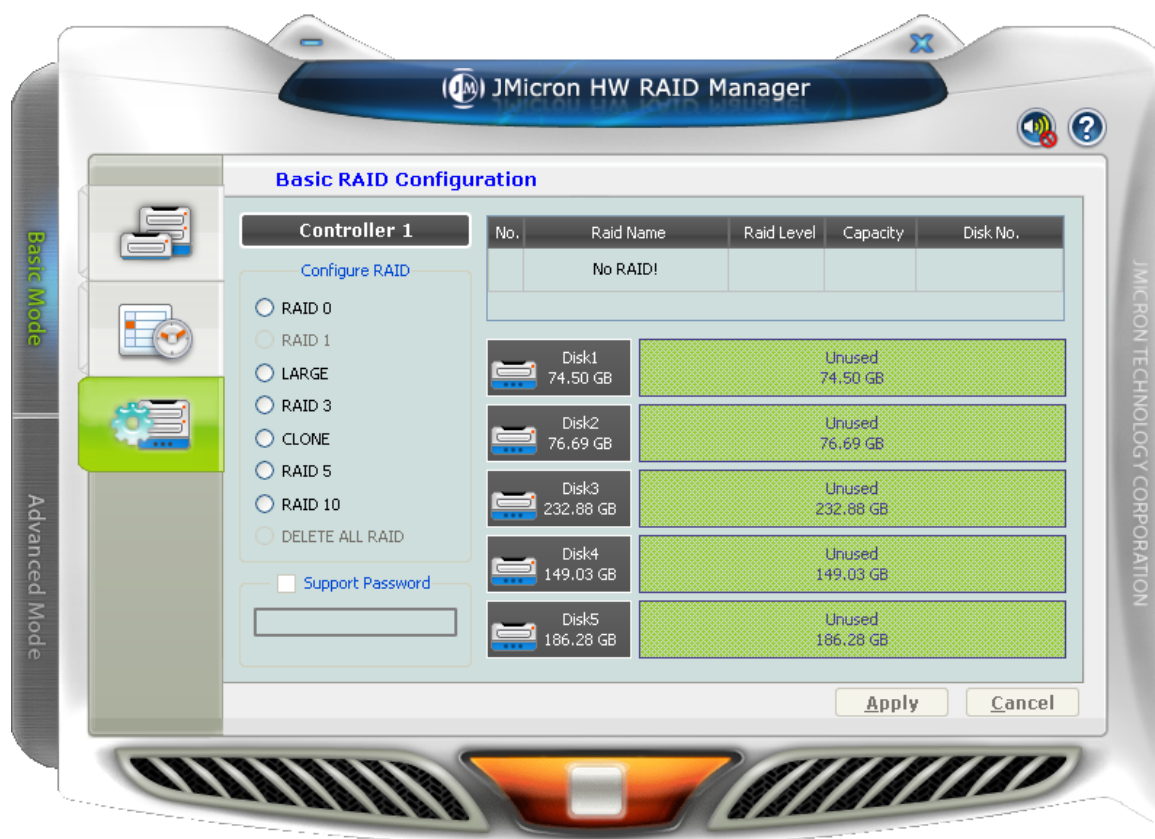 JM JMicron HW RAID Manager
?
Basic Mode
Advanced Mode
Basic RAID Configuration
Controller 1
Configure RAID
RAID 0
RAID 1
LARGE
RAID 3
CLONE
RAID 5
RAID 10
DELETE ALL RAID
Support Password
No. Raid Name Raid Level Capacity Disk No.
No RAID!
Disk1
74.50 GB
Unused
74.50 GB
Disk2
76.69 GB
Unused
76.69 GB
Disk3
232.88 GB
Unused
232.88 GB
Disk4
149.03 GB
Unused
149.03 GB
Disk5
186.28 GB
Unused
186.28 GB
Apply Cancel
JMICRON TECHNOLOGY CORPORATION